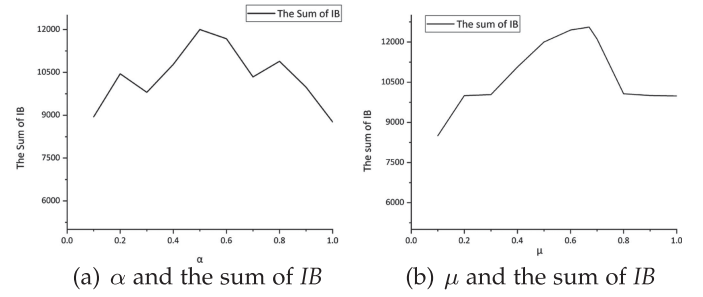 The Sum of IB
12000
10500
9000
7500
6000
The Sum of IB
0.0 0.2 0.4 0.6 0.8 1.0
α
(a) α and the sum of IB
The sum of IB
12000
10500
9000
7500
6000
The sum of IB
0.0 0.2 0.4 0.6 0.8 1.0
μ
(b) μ and the sum of IB